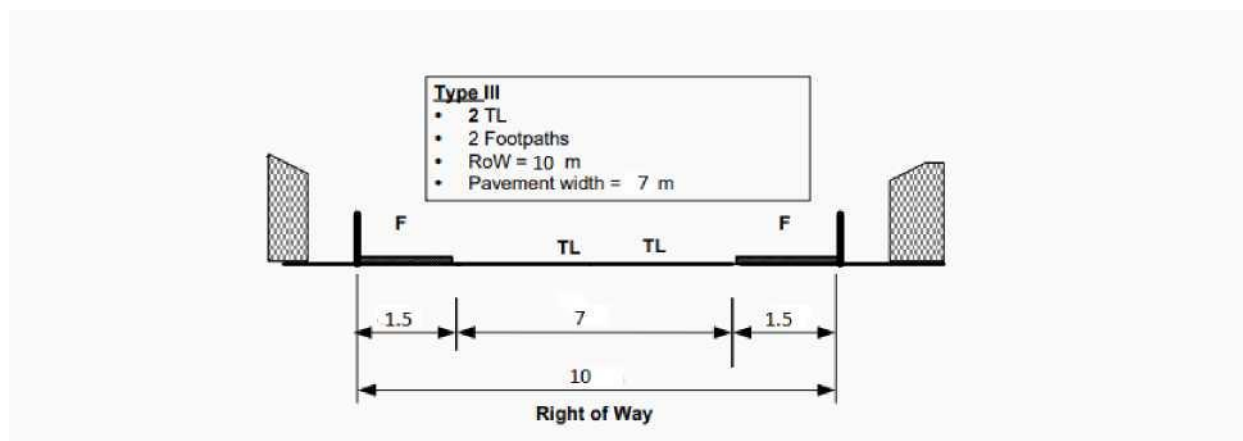 Type III
• 2 TL
• 2 Footpaths
• RoW = 10 m
• Pavement width = 7 m
F F
TL TL
1.5 7 1.5
10
Right of Way